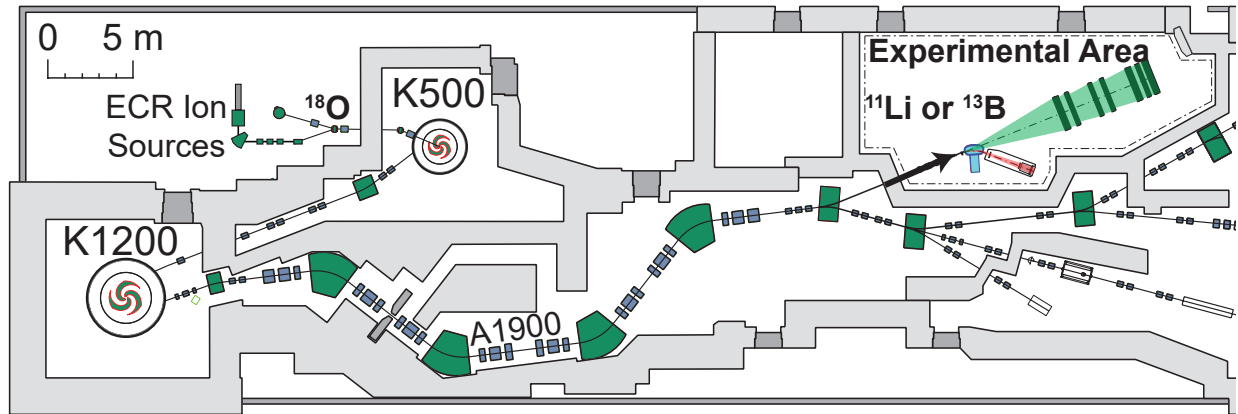 0 5 m
ECR Ion
Sources
¹⁸O
K500
K1200
A1900
Experimental Area
¹¹Li or ¹³B